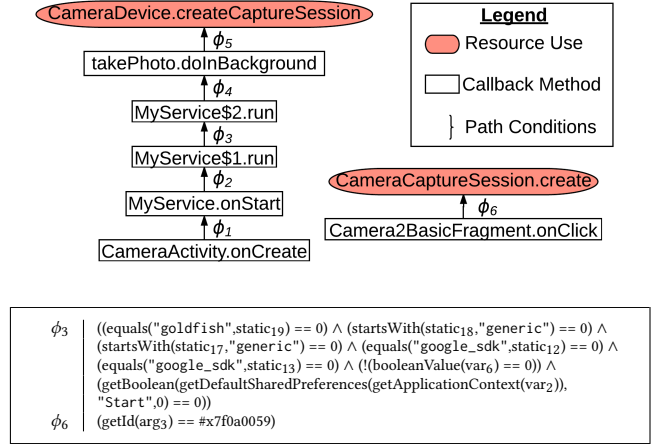 CameraDevice.createCaptureSession
ϕ5
takePhoto.doInBackground
ϕ4
MyService$2.run
ϕ3
MyService$1.run
ϕ2
MyService.onStart
ϕ1
CameraActivity.onCreate
Legend
Resource Use
Callback Method
} Path Conditions
CameraCaptureSession.create
ϕ6
Camera2BasicFragment.onClick
ϕ3 ((equals("goldfish",static19) == 0) ∧ (startsWith(static18,"generic") == 0) ∧
(startsWith(static17,"generic") == 0) ∧ (equals("google_sdk",static12) == 0) ∧
(equals("google_sdk",static13) == 0) ∧ (!(booleanValue(var6) == 0)) ∧
(getBoolean(getDefaultSharedPreferences(getApplicationContext(var2)),
"Start",0) == 0))
ϕ6 (getId(arg3) == #x7f0a0059)